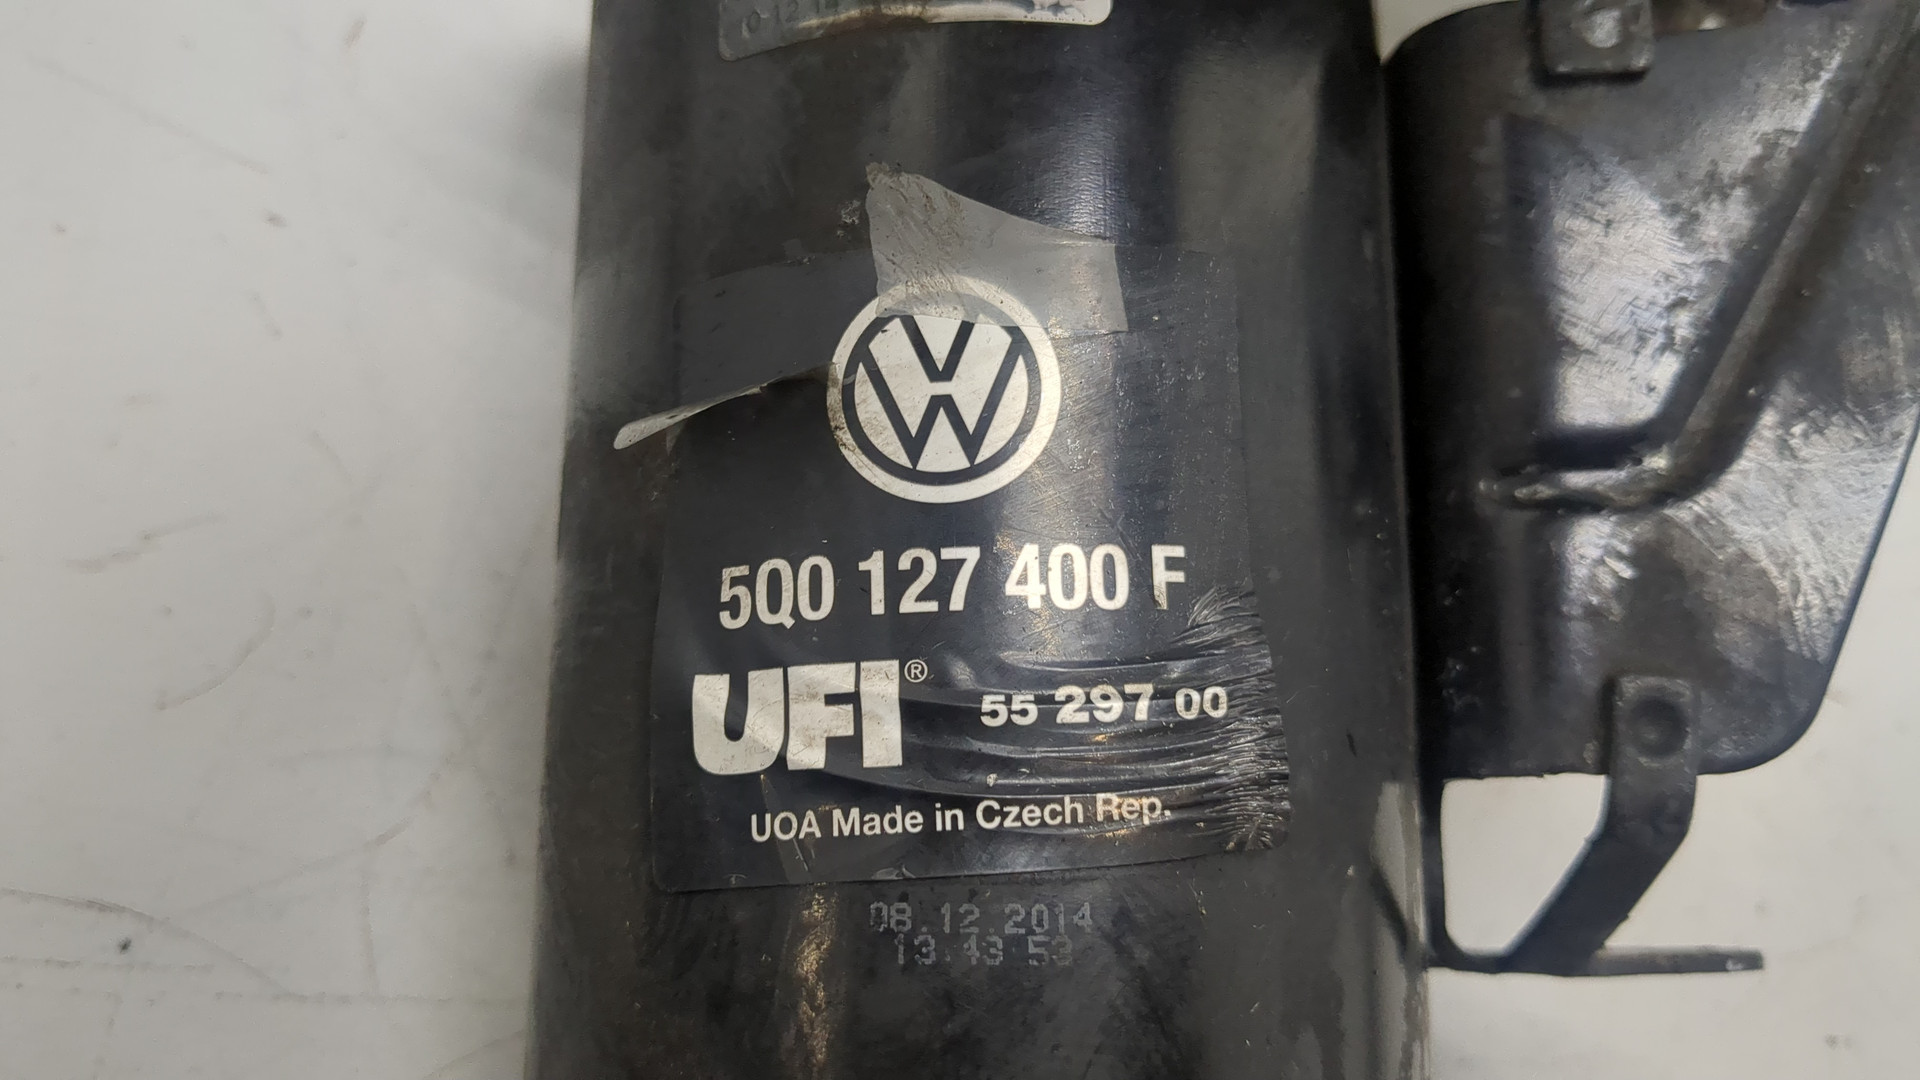 5Q0 127 400 F
UFI® 55 297 00
UOA Made in Czech Rep.
08.12.2014
13:43:53